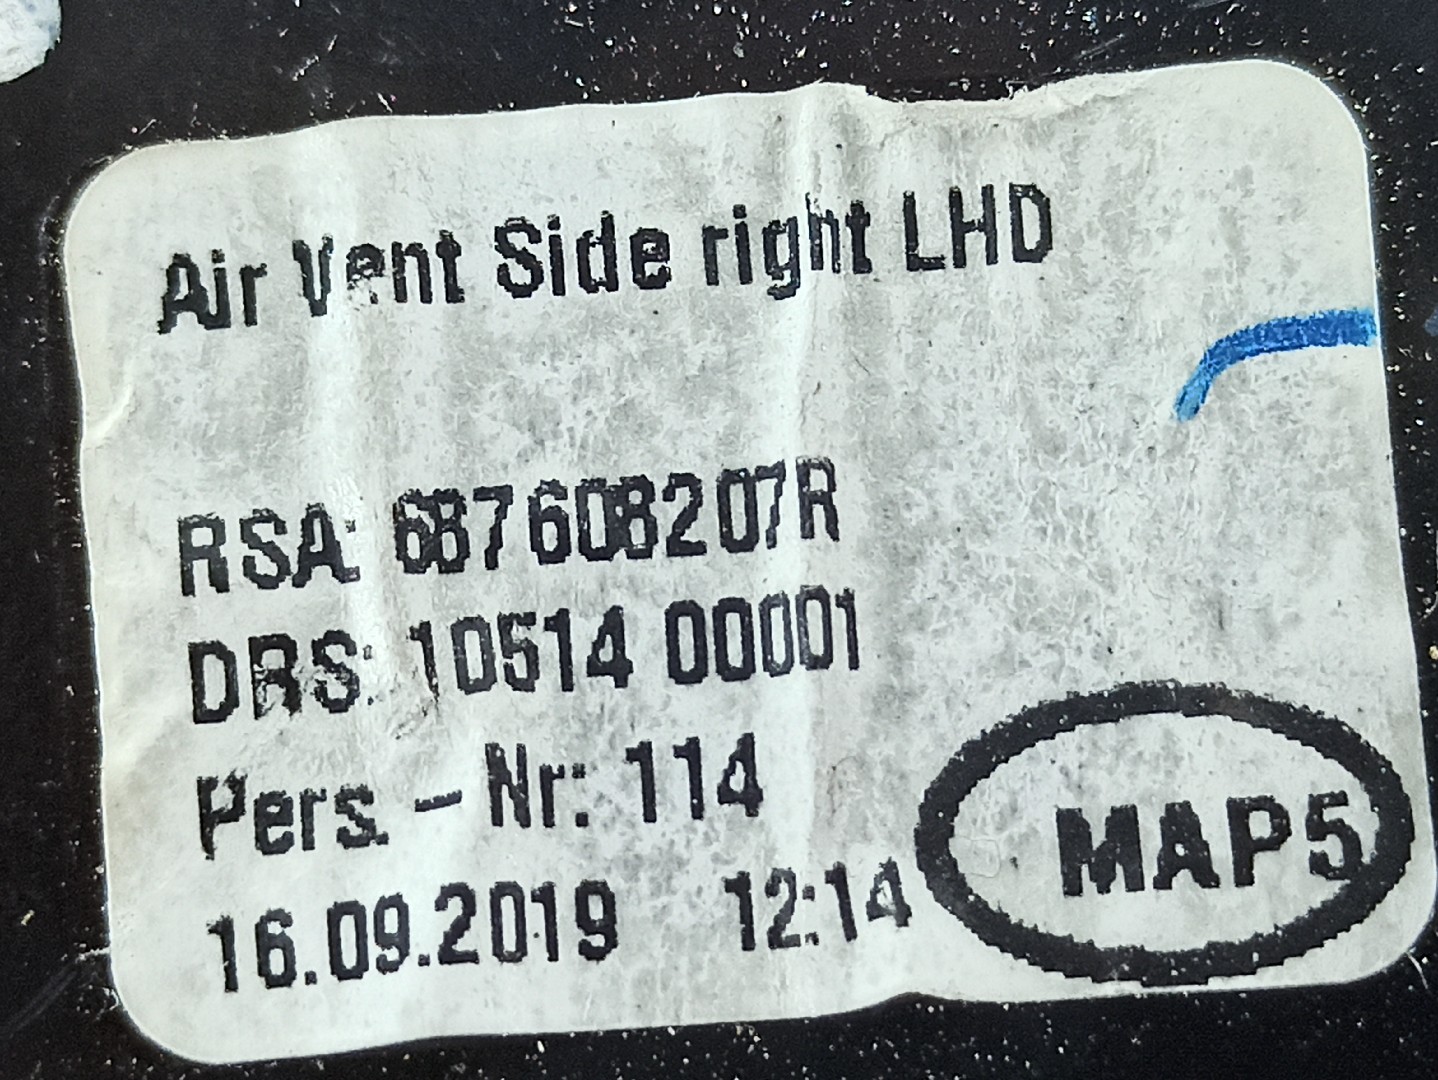 Air Vent Side right LHD
RSA: 687608207R
DRS: 10514 00001
Pers. - Nr: 114
16.09.2019 12:14
MAP5